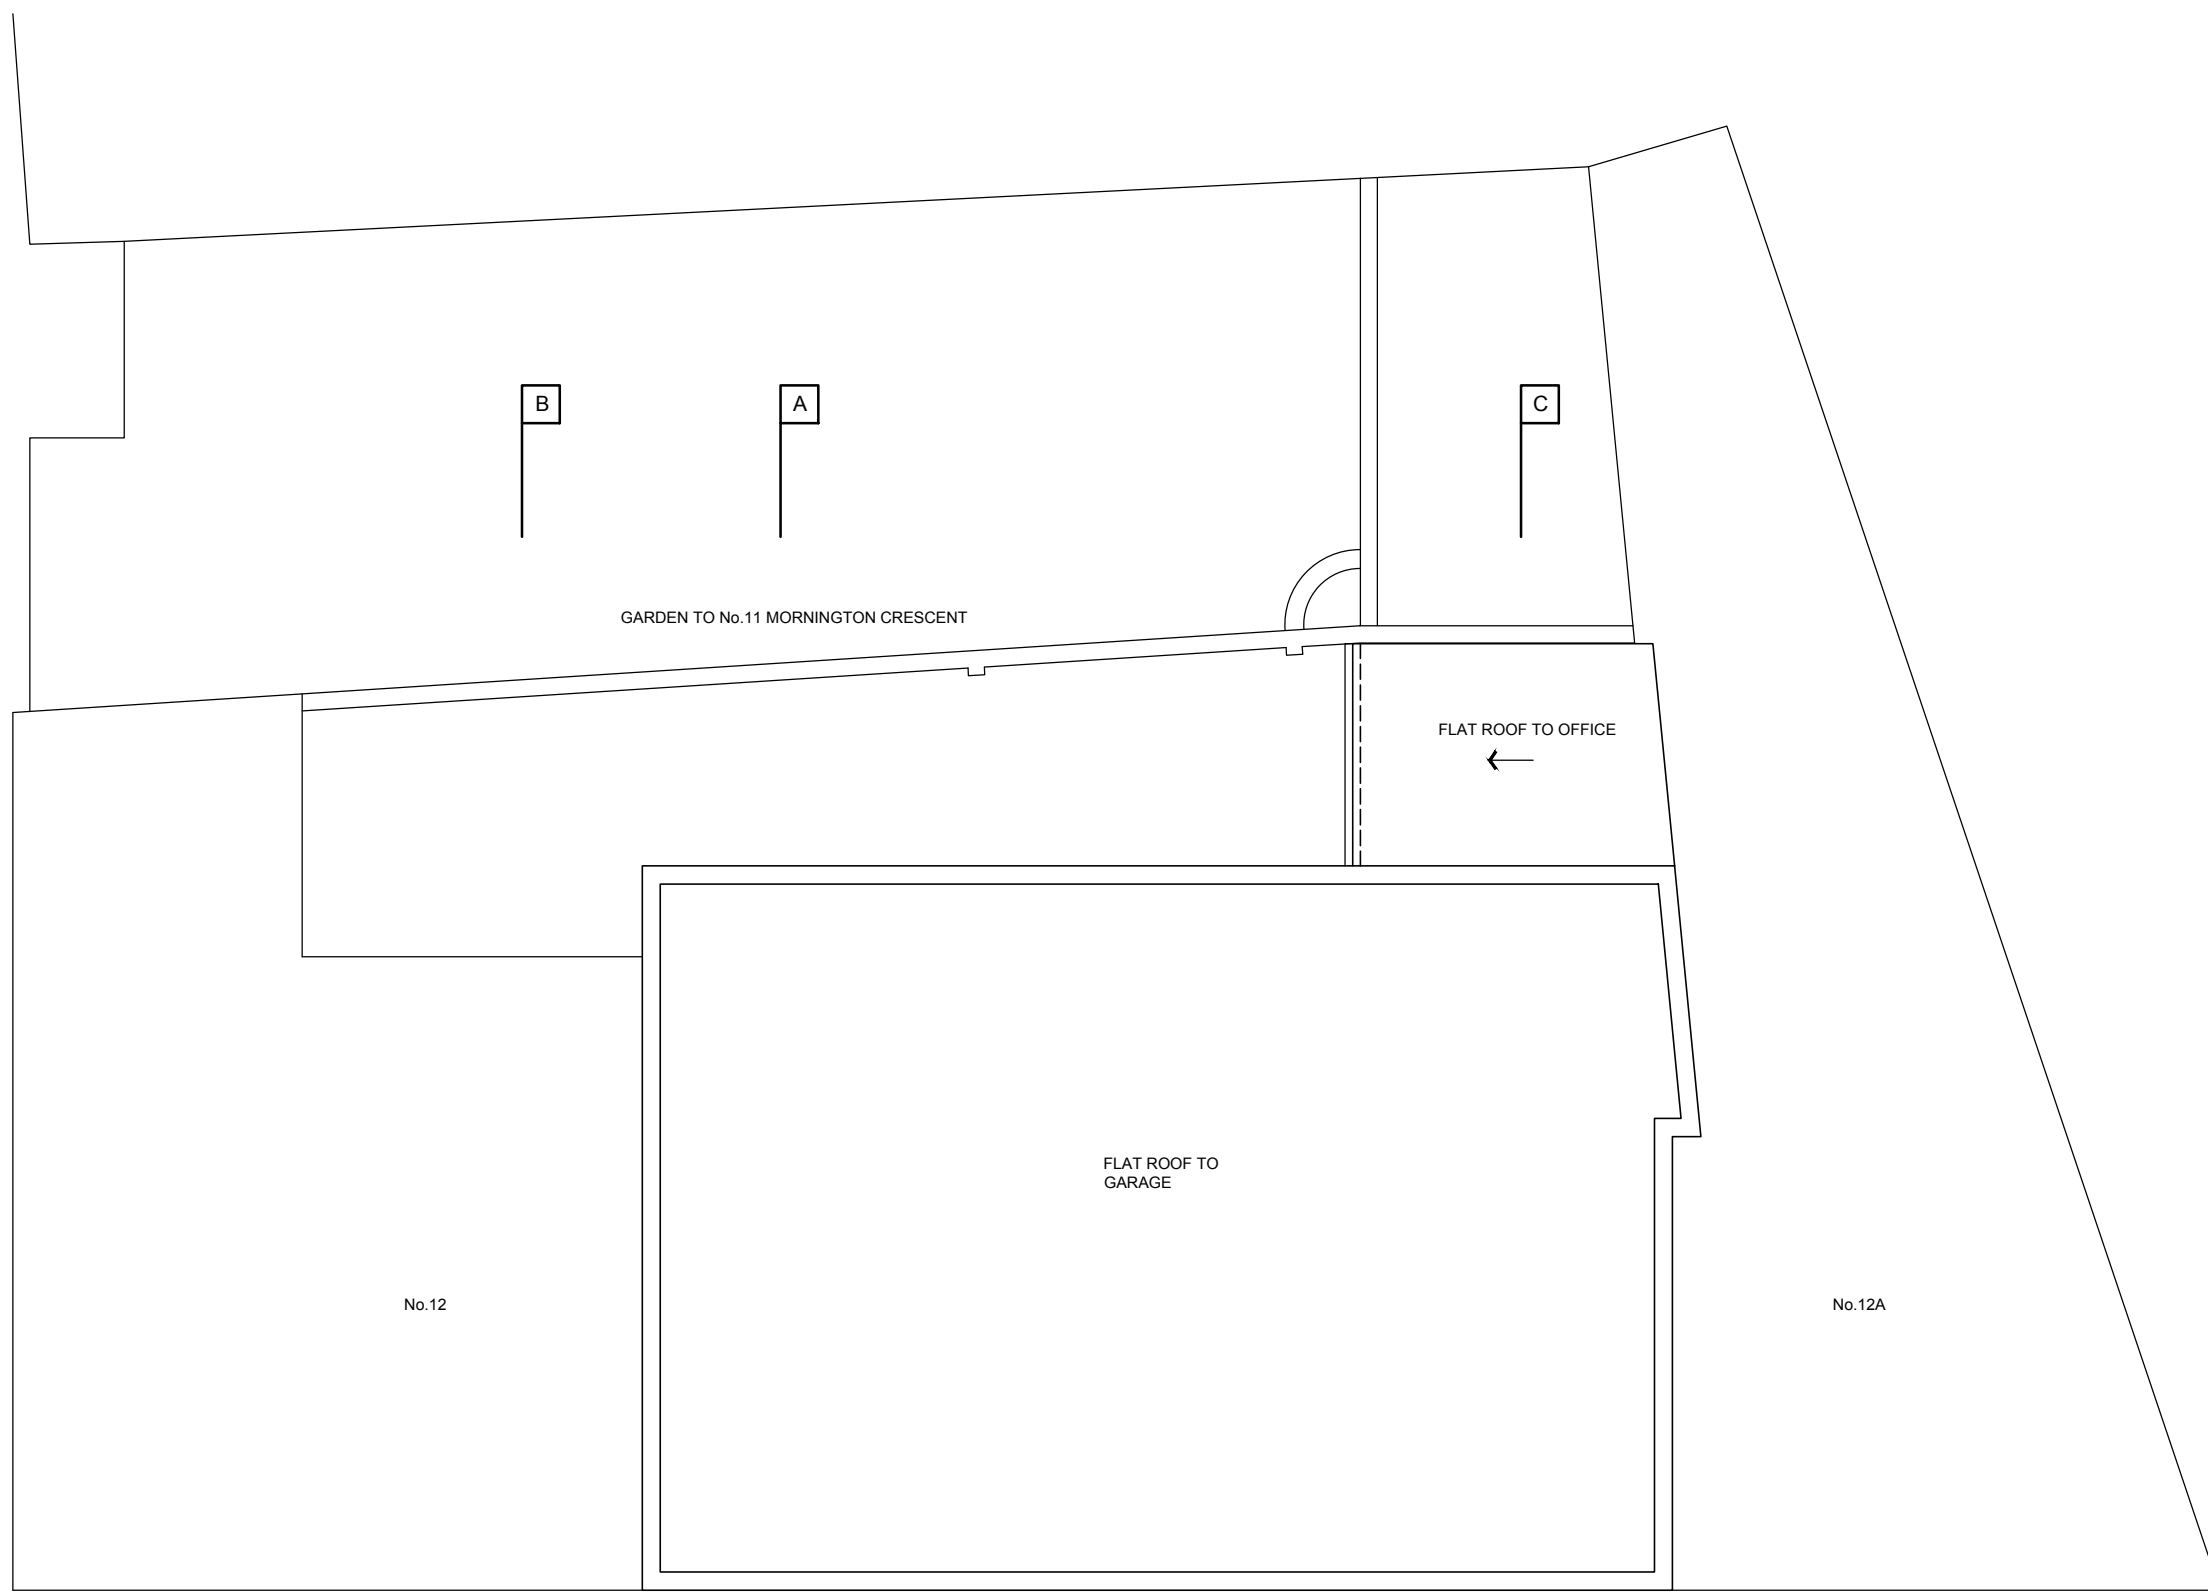 B
A
C
GARDEN TO No.11 MORNINGTON CRESCENT
FLAT ROOF TO OFFICE
FLAT ROOF TO
GARAGE
No.12
No.12A